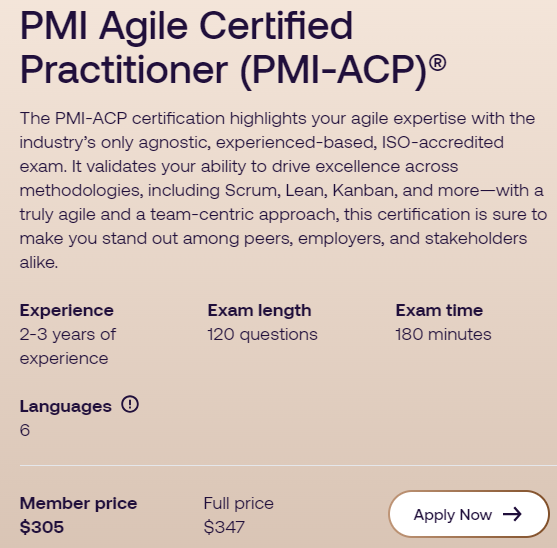 PMI Agile Certified
Practitioner (PMI-ACP)®
The PMI-ACP certification highlights your agile expertise with the
industry’s only agnostic, experienced-based, ISO-accredited
exam. It validates your ability to drive excellence across
methodologies, including Scrum, Lean, Kanban, and more—with a
truly agile and a team-centric approach, this certification is sure to
make you stand out among peers, employers, and stakeholders
alike.
Experience
2-3 years of
experience
Exam length
120 questions
Exam time
180 minutes
Languages
6
Member price
$305
Full price
$347
Apply Now